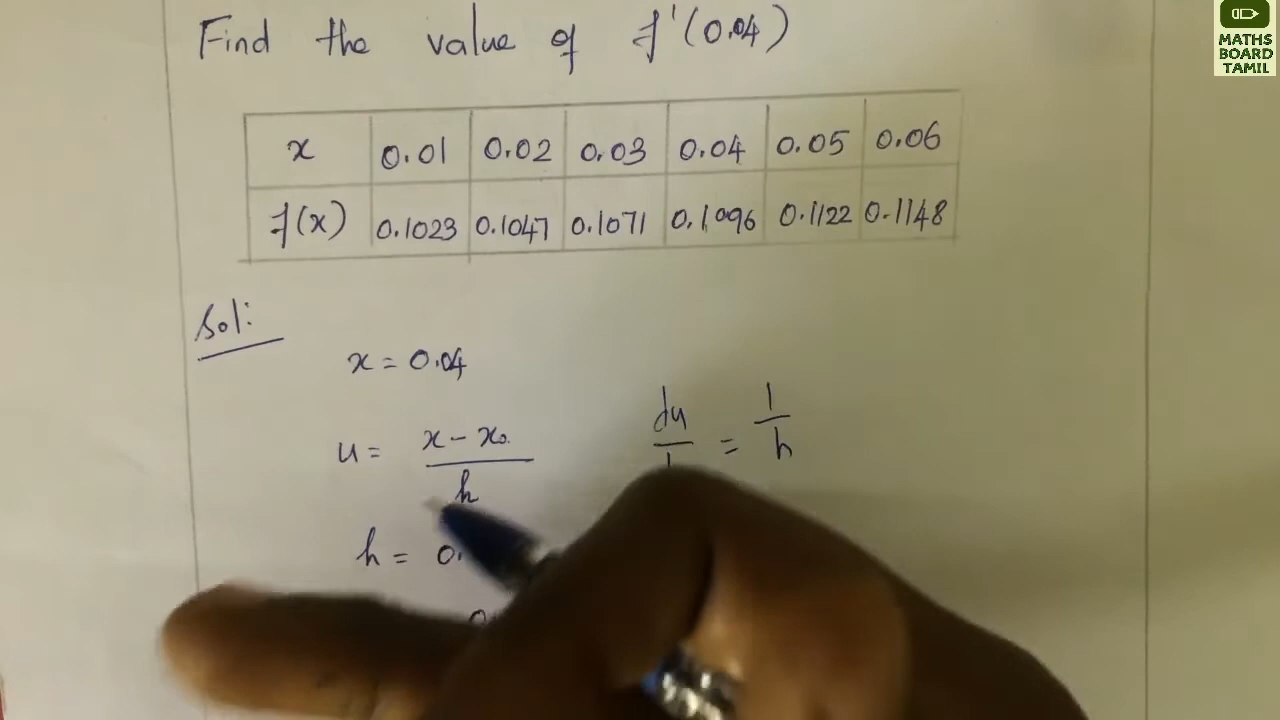 Find the value of f'(0.04)
MATHS
BOARD
TAMIL
x 0.01 0.02 0.03 0.04 0.05 0.06
f(x) 0.1023 0.1047 0.1071 0.1096 0.1122 0.1148
Sol:
x = 0.04
u = x - x₀ / h
du = 1 / h
h = 0.